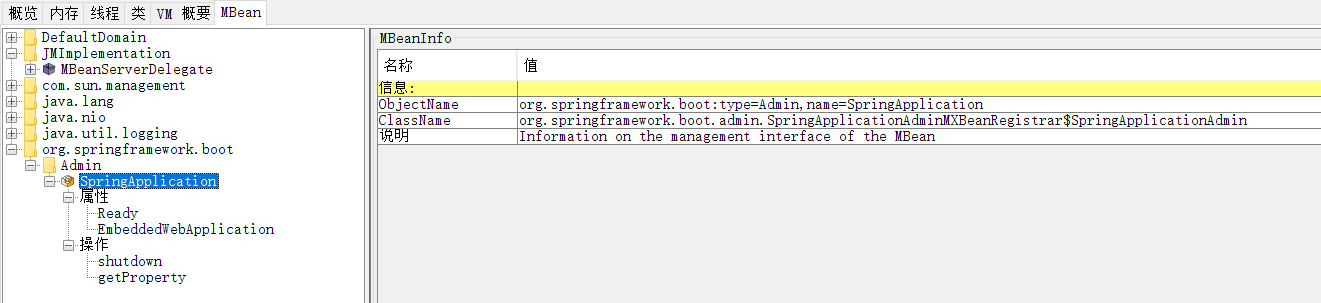 概览 内存 线程 类 VM 概要 MBean
DefaultDomain
JMImplementation
MBeanServerDelegate
com.sun.management
java.lang
java.nio
java.util.logging
org.springframework.boot
Admin
SpringApplication
属性
Ready
EmbeddedWebApplication
操作
shutdown
getProperty
MBeanInfo
名称 值
信息:
ObjectName org.springframework.boot:type=Admin,name=SpringApplication
ClassName org.springframework.boot.admin.SpringApplicationAdminMXBeanRegistrar$SpringApplicationAdmin
说明 Information on the management interface of the MBean